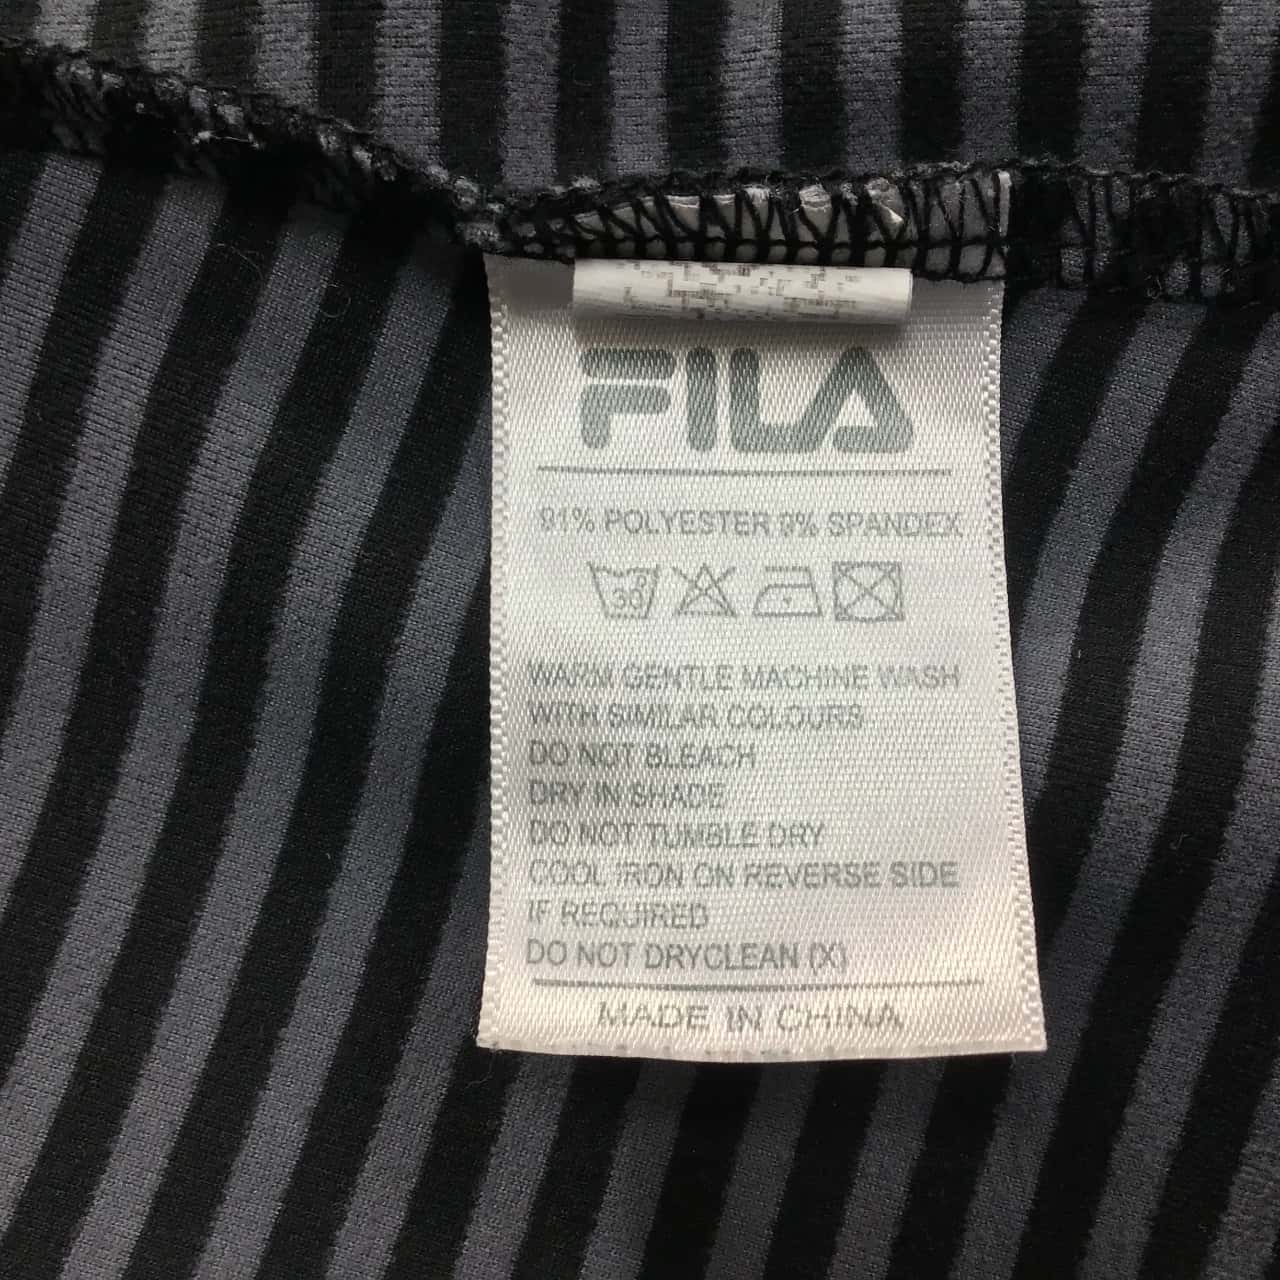 FILA
91% POLYESTER 9% SPANDEX
30
WARM GENTLE MACHINE WASH
WITH SIMILAR COLOURS
DO NOT BLEACH
DRY IN SHADE
DO NOT TUMBLE DRY
COOL IRON ON REVERSE SIDE
IF REQUIRED
DO NOT DRYCLEAN (X)
MADE IN CHINA